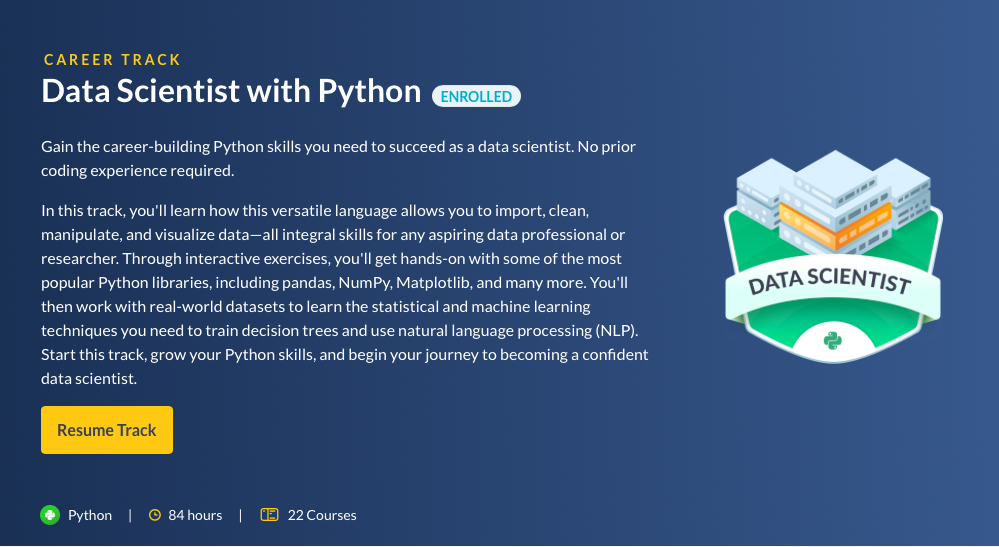 CAREER TRACK
Data Scientist with Python ENROLLED
Gain the career-building Python skills you need to succeed as a data scientist. No prior
coding experience required.
In this track, you'll learn how this versatile language allows you to import, clean,
manipulate, and visualize data—all integral skills for any aspiring data professional or
researcher. Through interactive exercises, you'll get hands-on with some of the most
popular Python libraries, including pandas, NumPy, Matplotlib, and many more. You'll
then work with real-world datasets to learn the statistical and machine learning
techniques you need to train decision trees and use natural language processing (NLP).
Start this track, grow your Python skills, and begin your journey to becoming a confident
data scientist.
DATA SCIENTIST
Resume Track
Python | 84 hours | 22 Courses